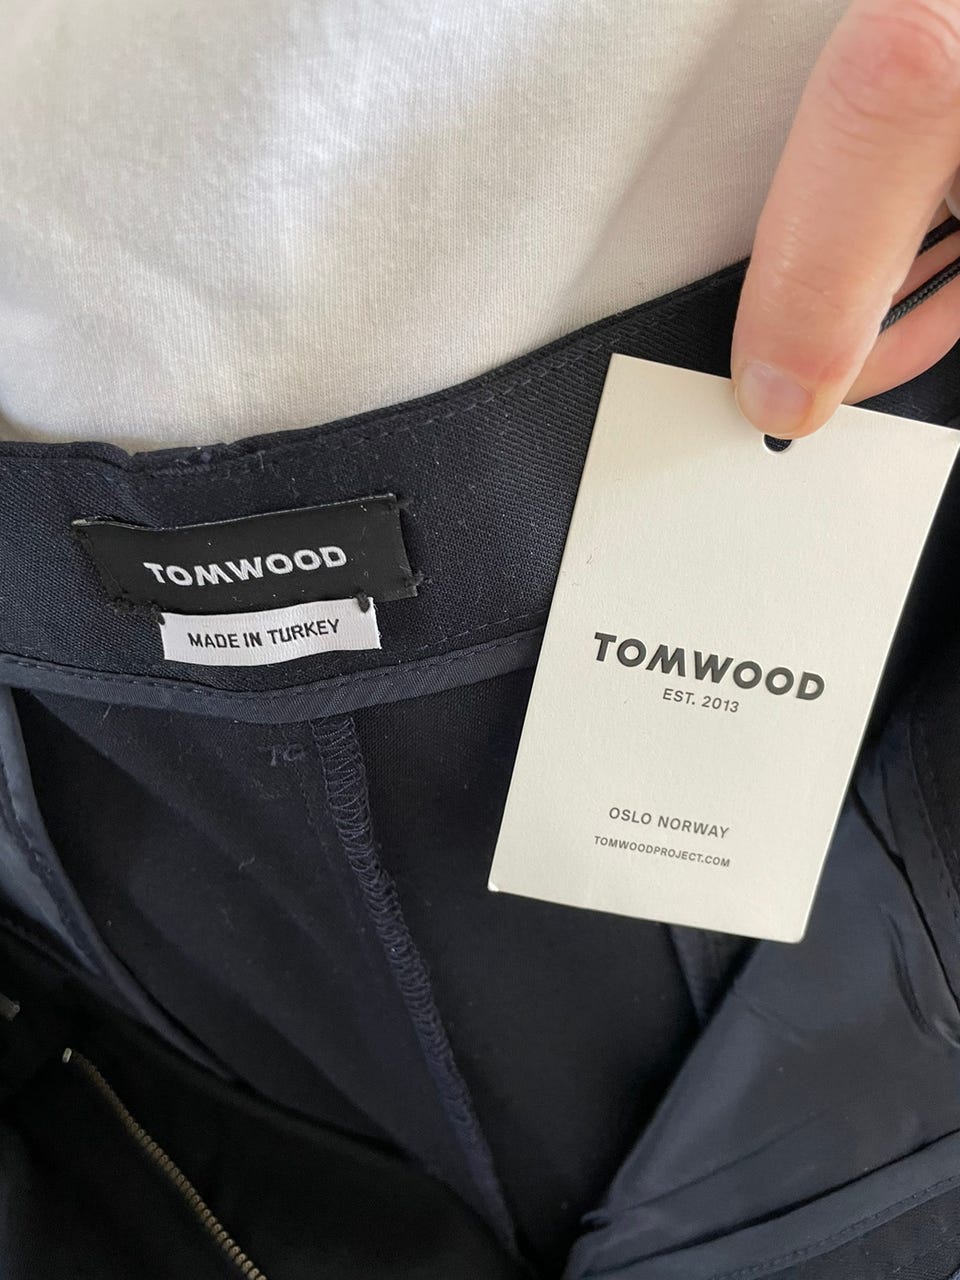 TOMWOOD
MADE IN TURKEY
TOMWOOD
EST. 2013
OSLO NORWAY
TOMWOODPROJECT.COM